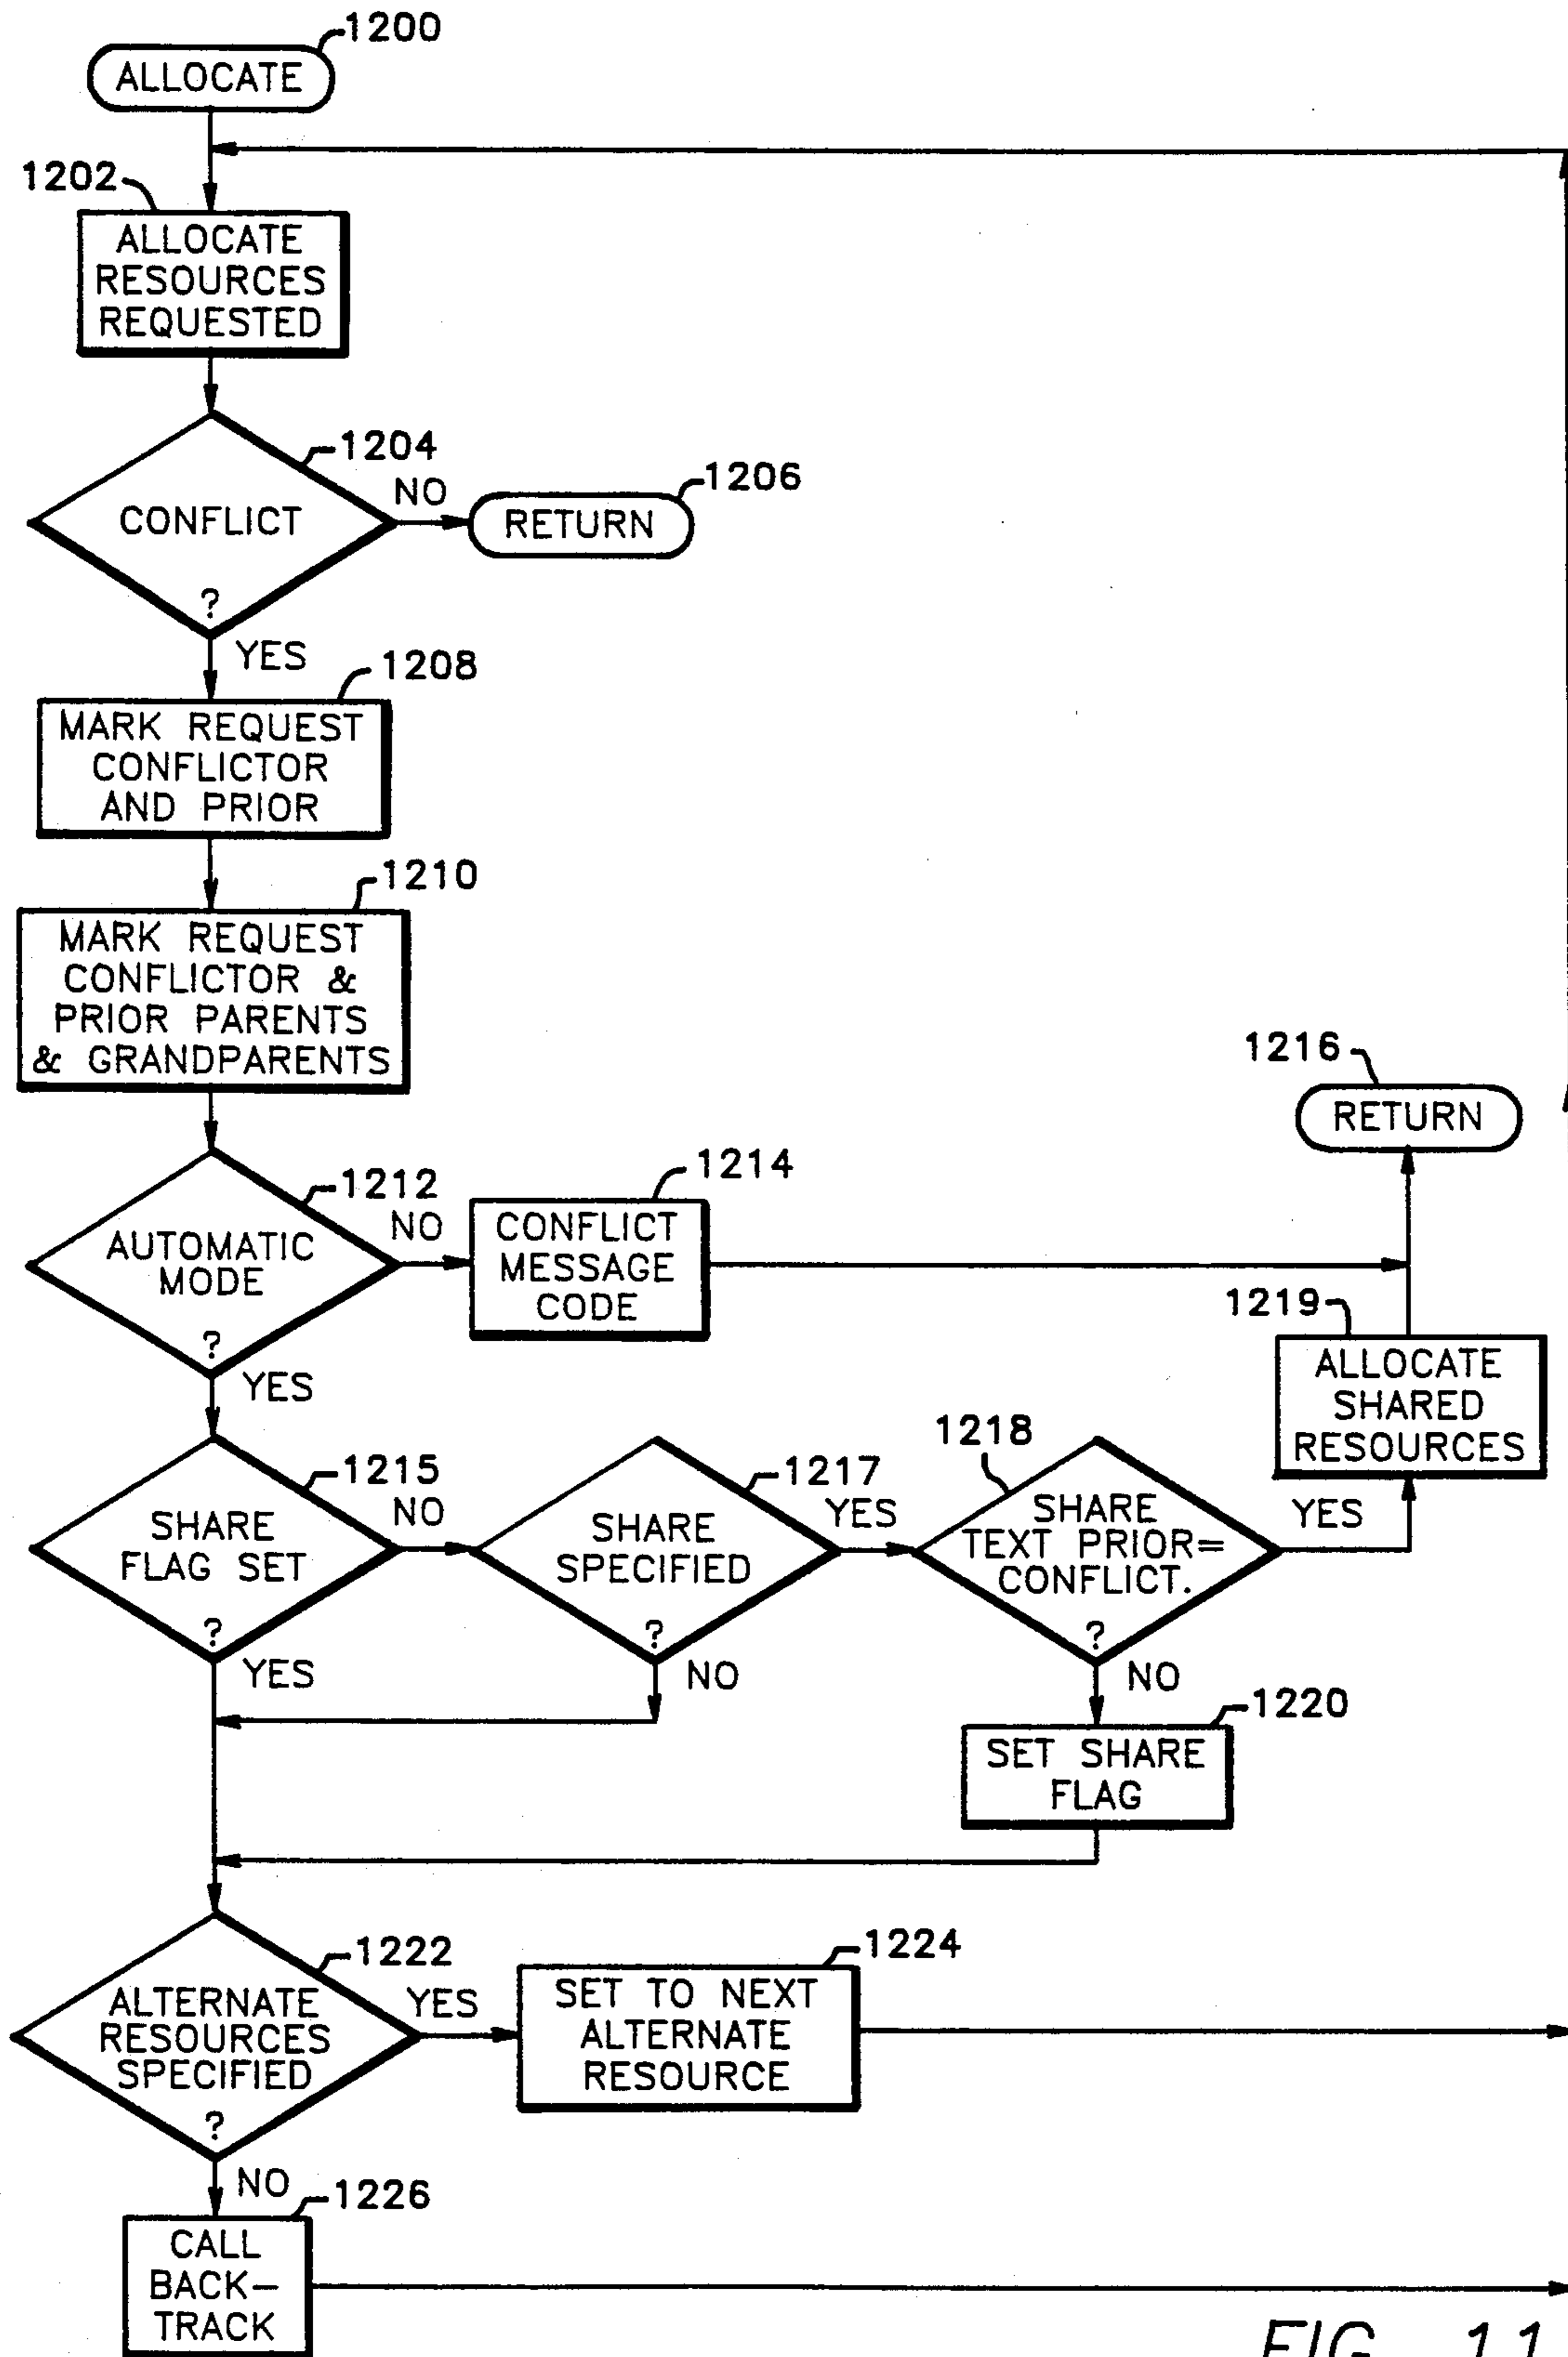 1200
ALLOCATE
1202
ALLOCATE
RESOURCES
REQUESTED
1204
CONFLICT
?
NO
1206
RETURN
YES
1208
MARK REQUEST
CONFLICTOR
AND PRIOR
1210
MARK REQUEST
CONFLICTOR &
PRIOR PARENTS
& GRANDPARENTS
1212
AUTOMATIC
MODE
?
NO
1214
CONFLICT
MESSAGE
CODE
1216
RETURN
1219
ALLOCATE
SHARED
RESOURCES
YES
1215
SHARE
FLAG SET
?
NO
1217
SHARE
SPECIFIED
?
YES
1218
SHARE
TEXT PRIOR=
CONFLICT.
?
YES
YES
NO
NO
1220
SET SHARE
FLAG
1222
ALTERNATE
RESOURCES
SPECIFIED
?
YES
1224
SET TO NEXT
ALTERNATE
RESOURCE
NO
1226
CALL
BACK–
TRACK
FIG. 11